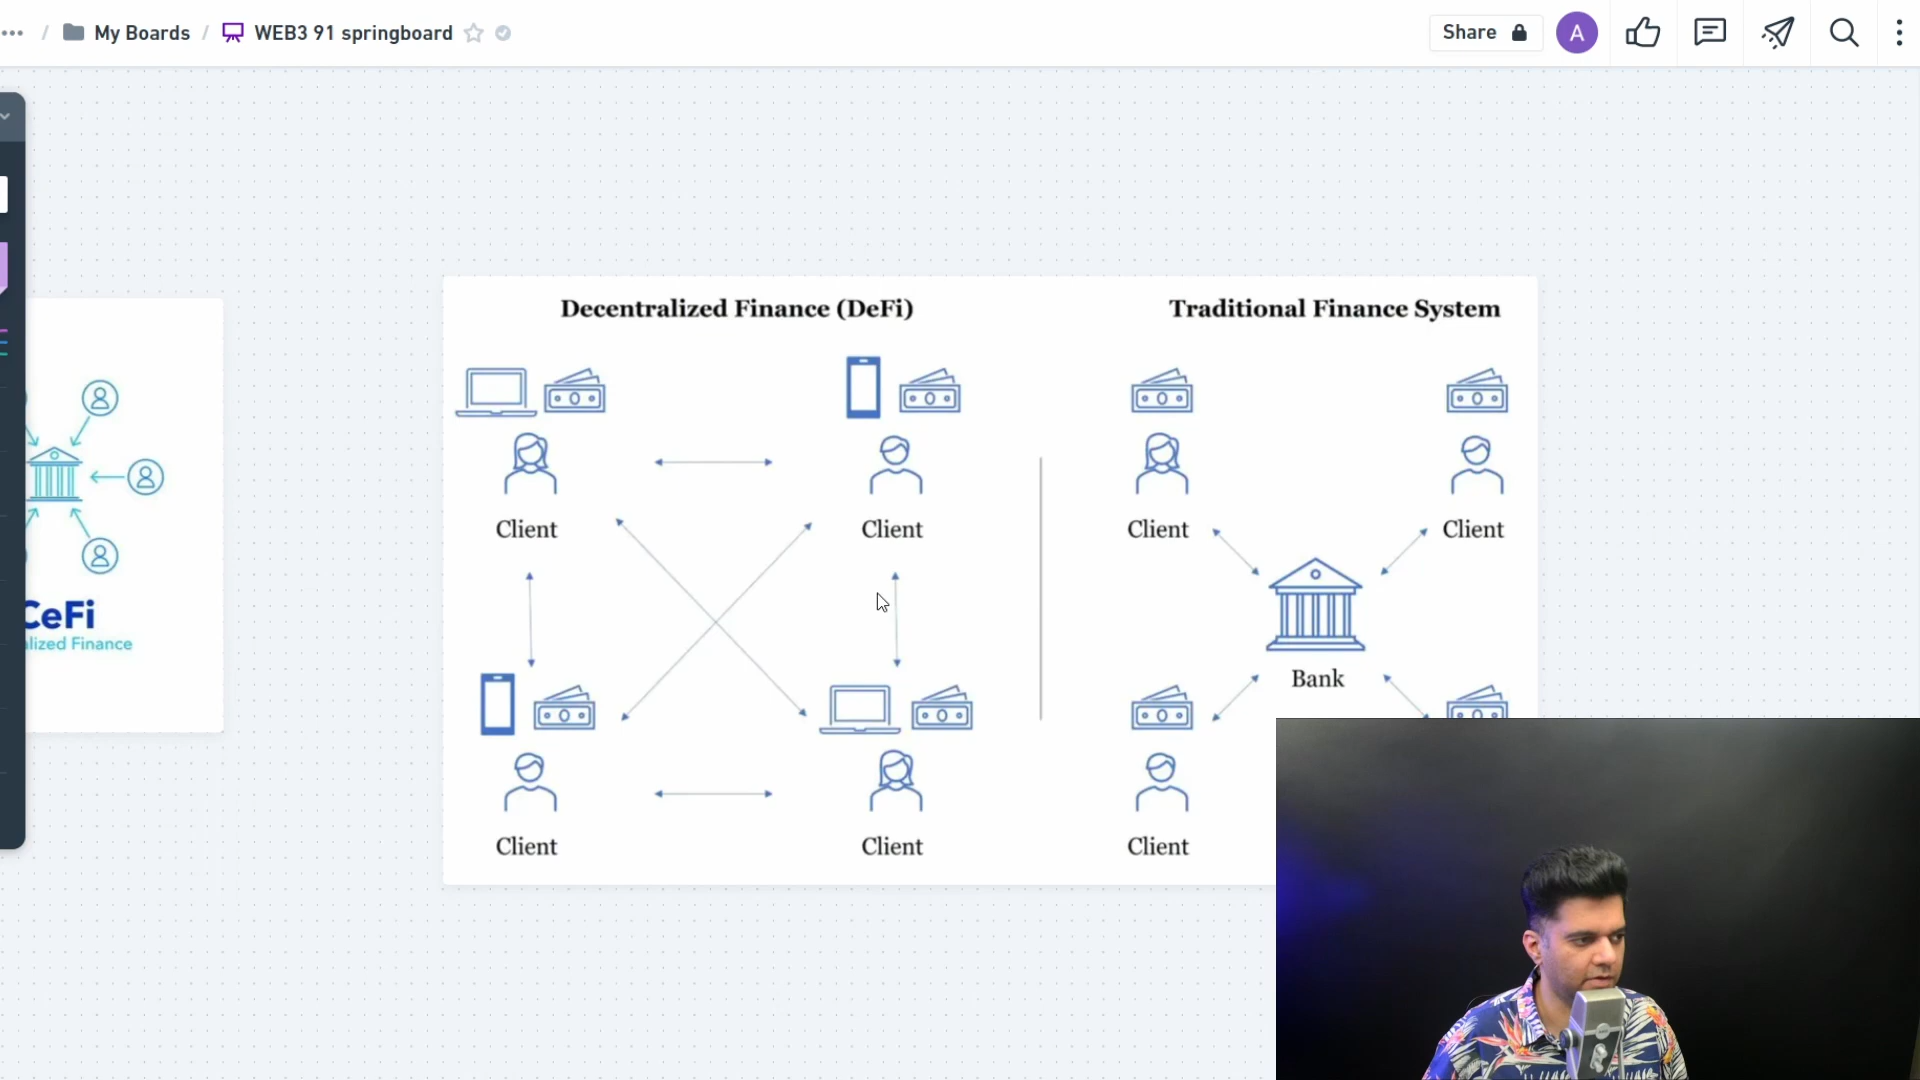 My Boards / WEB3 91 springboard
Share
A
Decentralized Finance (DeFi)
Traditional Finance System
Client
Client
Client
Client
Bank
CeFi
lized Finance
Client
Client
Client